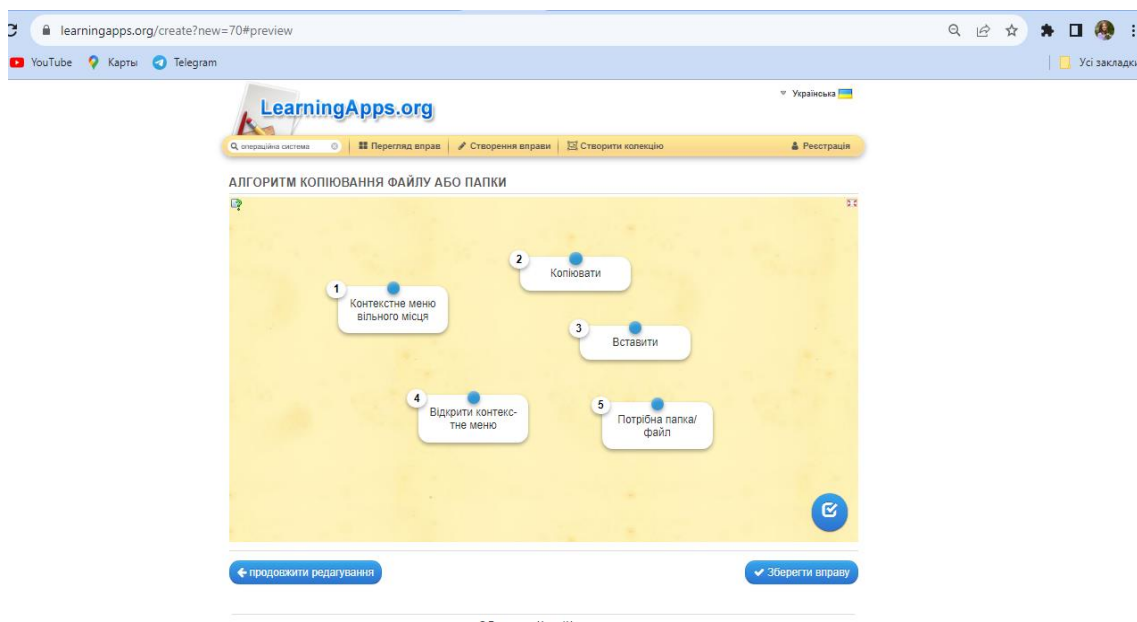 learningapps.org/create?new=70#preview
YouTube Карты Telegram Усі закладки
LearningApps.org
Українська
операційна система Перегляд вправ Створення вправи Створити колекцію Реєстрація
АЛГОРИТМ КОПІЮВАННЯ ФАЙЛУ АБО ПАПКИ
2
Копіювати
1
Контекстне меню
вільного місця
3
Вставити
4
Відкрити контекс-
тне меню
5
Потрібна папка/
файл
продовжити редагування Зберегти вправу